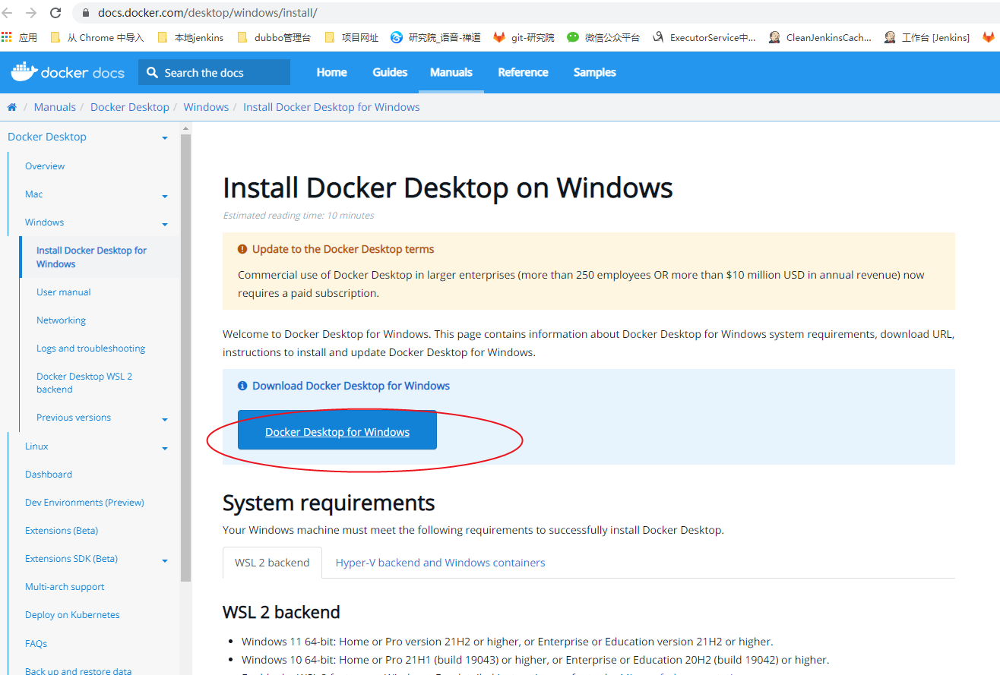 docs.docker.com/desktop/windows/install/
应用 从 Chrome 中导入 本地jenkins dubbo管理台 项目网址 研究院_语音-禅道 git-研究院 微信公众平台 ExecutorService中... CleanJenkinsCach... 工作台 [Jenkins]
docker docs Search the docs Home Guides Manuals Reference Samples
/ Manuals / Docker Desktop / Windows / Install Docker Desktop for Windows
Docker Desktop
Overview
Mac
Windows
Install Docker Desktop for
Windows
User manual
Networking
Logs and troubleshooting
Docker Desktop WSL 2
backend
Previous versions
Linux
Dashboard
Dev Environments (Preview)
Extensions (Beta)
Extensions SDK (Beta)
Multi-arch support
Deploy on Kubernetes
FAQs
Back up and restore data
Install Docker Desktop on Windows
Estimated reading time: 10 minutes
Update to the Docker Desktop terms
Commercial use of Docker Desktop in larger enterprises (more than 250 employees OR more than $10 million USD in annual revenue) now
requires a paid subscription.
Welcome to Docker Desktop for Windows. This page contains information about Docker Desktop for Windows system requirements, download URL,
instructions to install and update Docker Desktop for Windows.
Download Docker Desktop for Windows
Docker Desktop for Windows
System requirements
Your Windows machine must meet the following requirements to successfully install Docker Desktop.
WSL 2 backend Hyper-V backend and Windows containers
WSL 2 backend
• Windows 11 64-bit: Home or Pro version 21H2 or higher, or Enterprise or Education version 21H2 or higher.
• Windows 10 64-bit: Home or Pro 21H1 (build 19043) or higher, or Enterprise or Education 20H2 (build 19042) or higher.